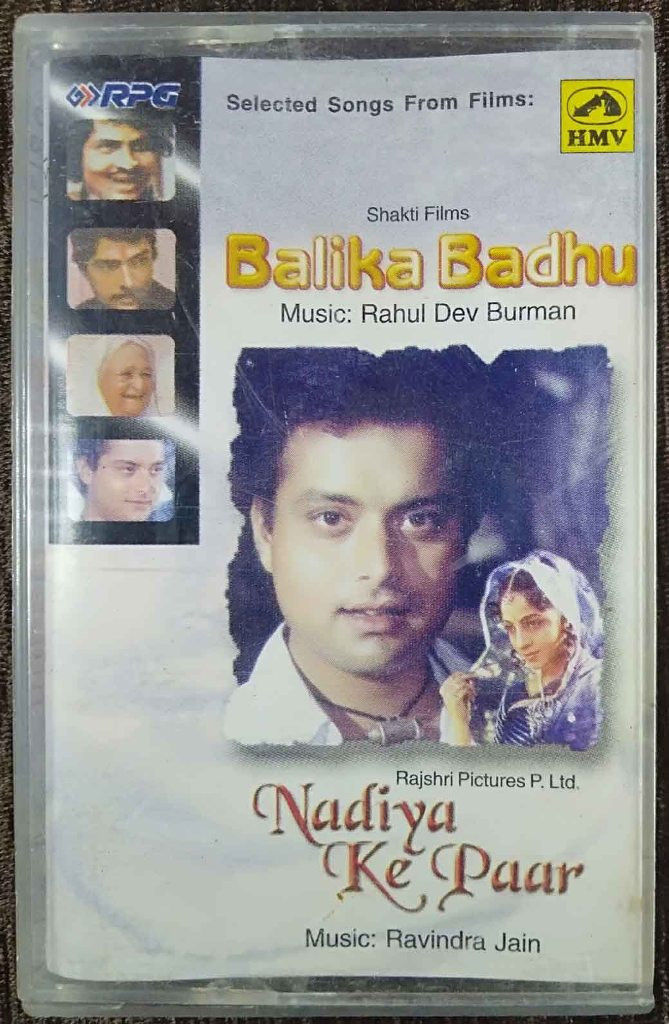 RPG
Selected Songs From Films:
HMV
Shakti Films
Balika Badhu
Music: Rahul Dev Burman
Rajshri Pictures P. Ltd.
Nadiya
Ke Paar
Music: Ravindra Jain